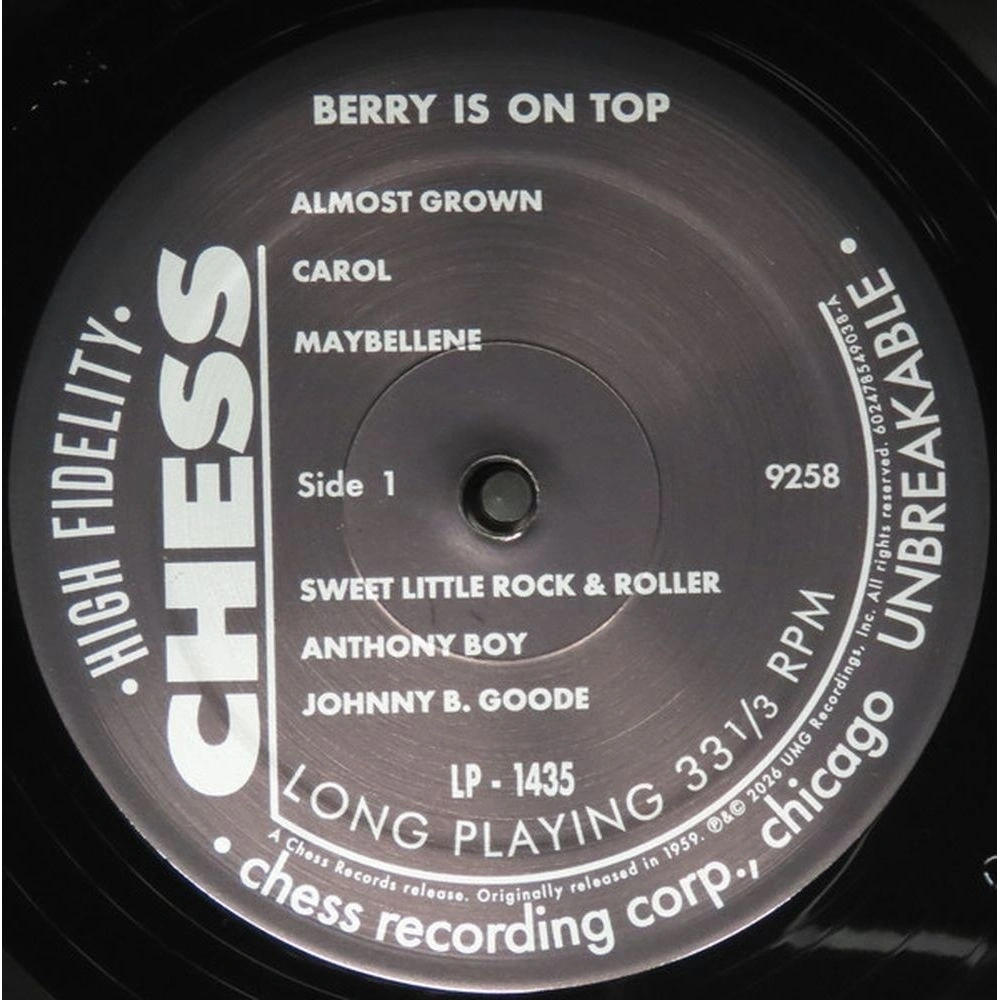 BERRY IS ON TOP
ALMOST GROWN
CAROL
MAYBELLENE
Side 1
9258
SWEET LITTLE ROCK & ROLLER
ANTHONY BOY
JOHNNY B. GOODE
LP - 1435
LONG PLAYING 33 1/3 RPM
• HIGH FIDELITY •
CHESS
A Chess Records release. Originally released in 1959. ℗&© 2026 UMG Recordings, Inc. All rights reserved. 602478549038-A
• chess recording corp., chicago UNBREAKABLE •